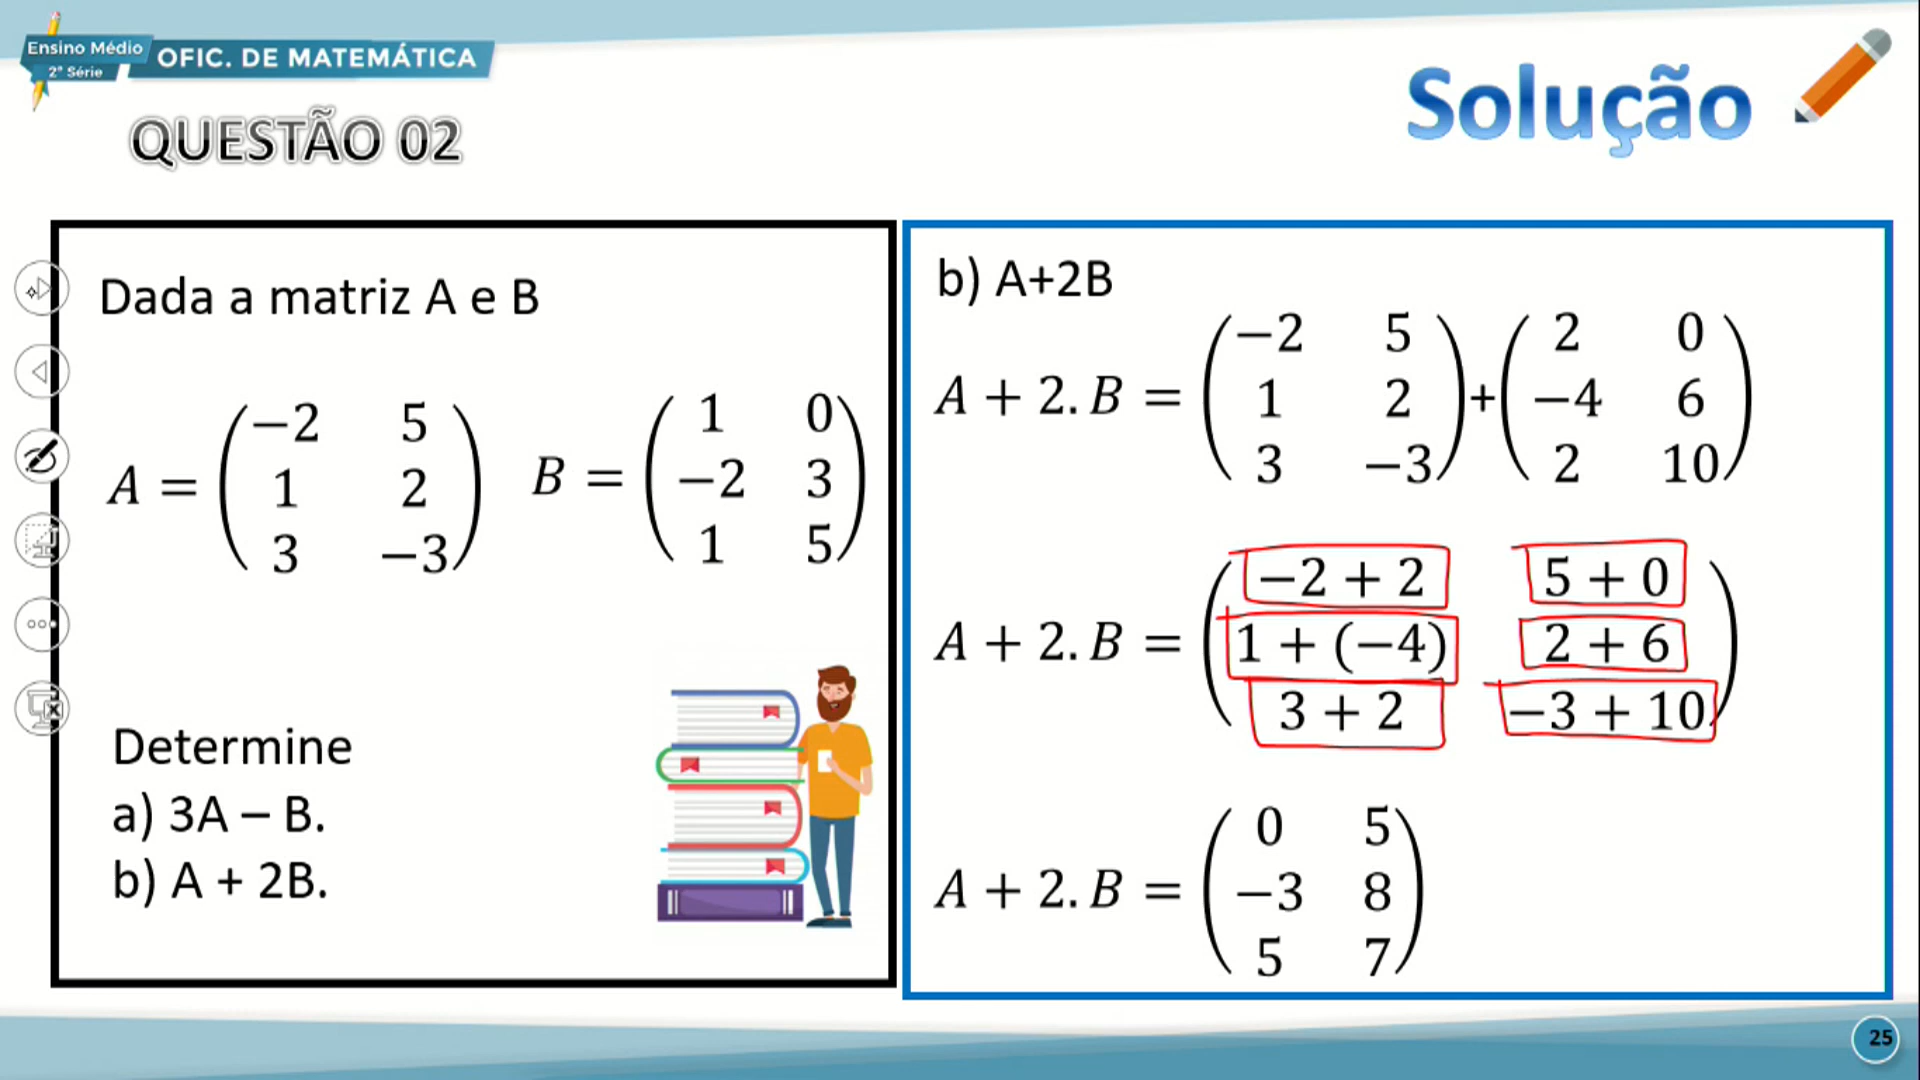 Ensino Médio
2ª Série
OFIC. DE MATEMÁTICA
QUESTÃO 02
Solução
Dada a matriz A e B
−2 5
A = 1 2
3 −3
1 0
B = −2 3
1 5
Determine
a) 3A – B.
b) A + 2B.
b) A+2B
−2 5 2 0
A + 2. B = 1 2 + −4 6
3 −3 2 10
−2 + 2 5 + 0
A + 2. B = 1 + (−4) 2 + 6
3 + 2 −3 + 10
0 5
A + 2. B = −3 8
5 7
25